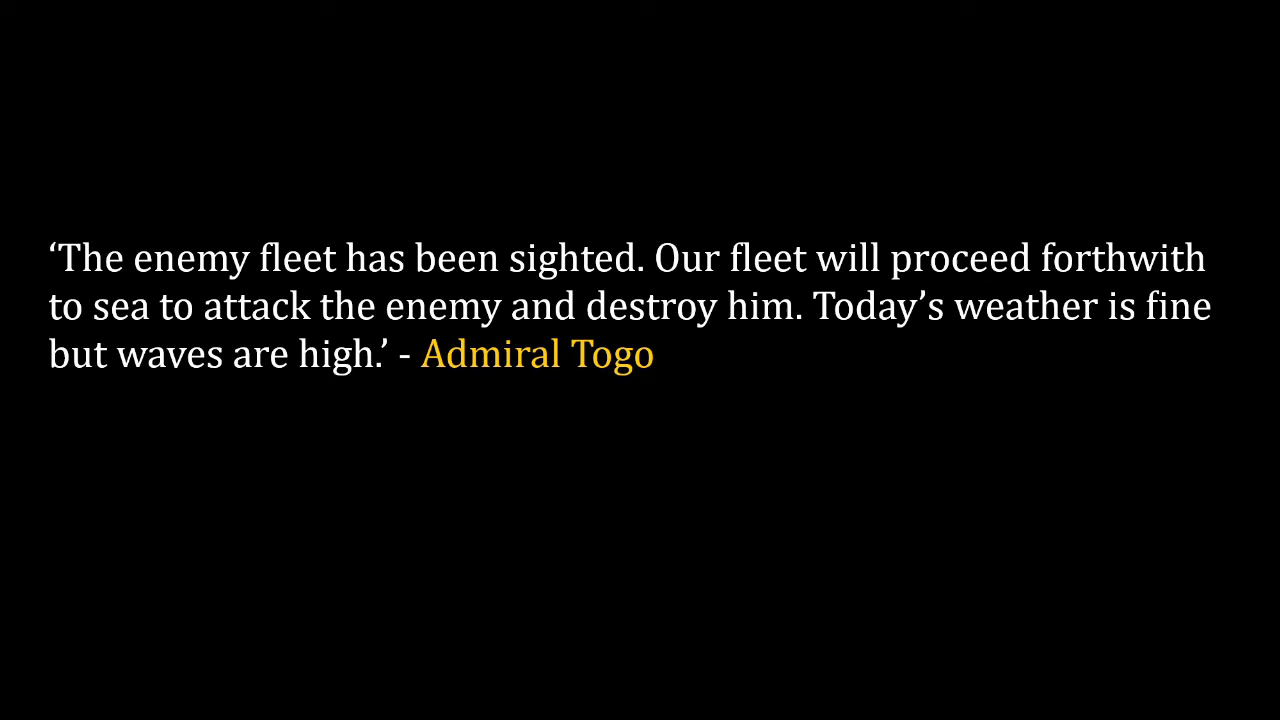 ‘The enemy fleet has been sighted. Our fleet will proceed forthwith
to sea to attack the enemy and destroy him. Today’s weather is fine
but waves are high.’ - Admiral Togo